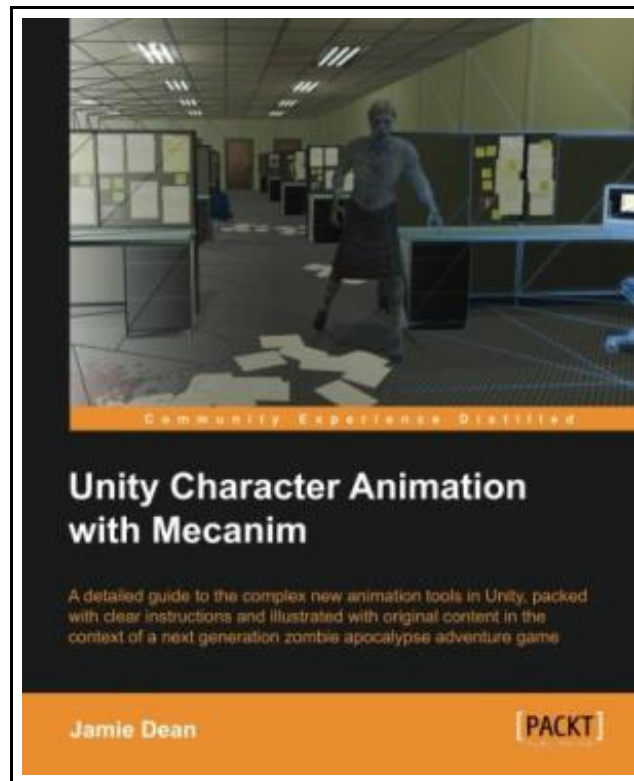 Community Experience Distilled
Unity Character Animation
with Mecanim
A detailed guide to the complex new animation tools in Unity, packed
with clear instructions and illustrated with original content in the
context of a next generation zombie apocalypse adventure game
Jamie Dean
[PACKT]